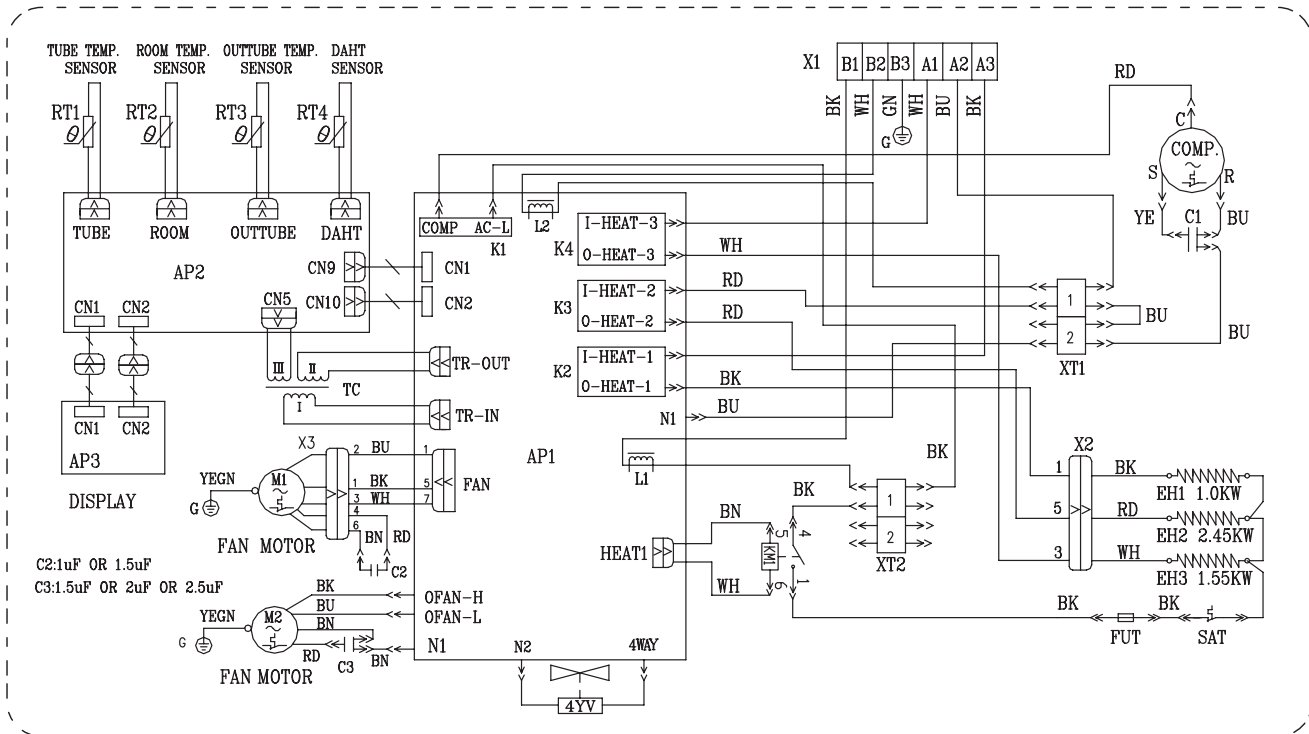 TUBE TEMP. SENSOR
ROOM TEMP. SENSOR
OUTTUBE TEMP. SENSOR
DAHT SENSOR
RT1
RT2
RT3
RT4
θ
θ
θ
θ
TUBE
ROOM
OUTTUBE
DAHT
AP2
CN9
CN10
CN5
CN1
CN2
CN1
CN2
CN1
CN2
AP3
DISPLAY
III
II
I
TC
TR-OUT
TR-IN
X1
B1 B2 B3 A1 A2 A3
BK
WH
GN
WH
BU
BK
G
RD
C
COMP.
S
R
YE
C1
BU
COMP AC-L
K1
L2
I-HEAT-3
O-HEAT-3
K4
WH
I-HEAT-2
O-HEAT-2
K3
RD
RD
I-HEAT-1
O-HEAT-1
K2
BK
N1
BU
1
2
XT1
BU
BU
AP1
L1
BK
X3
2
BU
1
1
BK
5
3
WH
7
4
6
FAN
YEGN
M1
G
FAN MOTOR
BN
RD
C2
C2:1uF OR 1.5uF
C3:1.5uF OR 2uF OR 2.5uF
BK
BU
BN
OFAN-H
OFAN-L
YEGN
M2
G
RD
C3
BN
N1
FAN MOTOR
HEAT1
BN
WH
KM1
5
6
4
1
BK
1
2
XT2
X2
1
5
3
BK
RD
WH
EH1 1.0KW
EH2 2.45KW
EH3 1.55KW
BK
FUT
BK
SAT
N2
4WAY
4YV